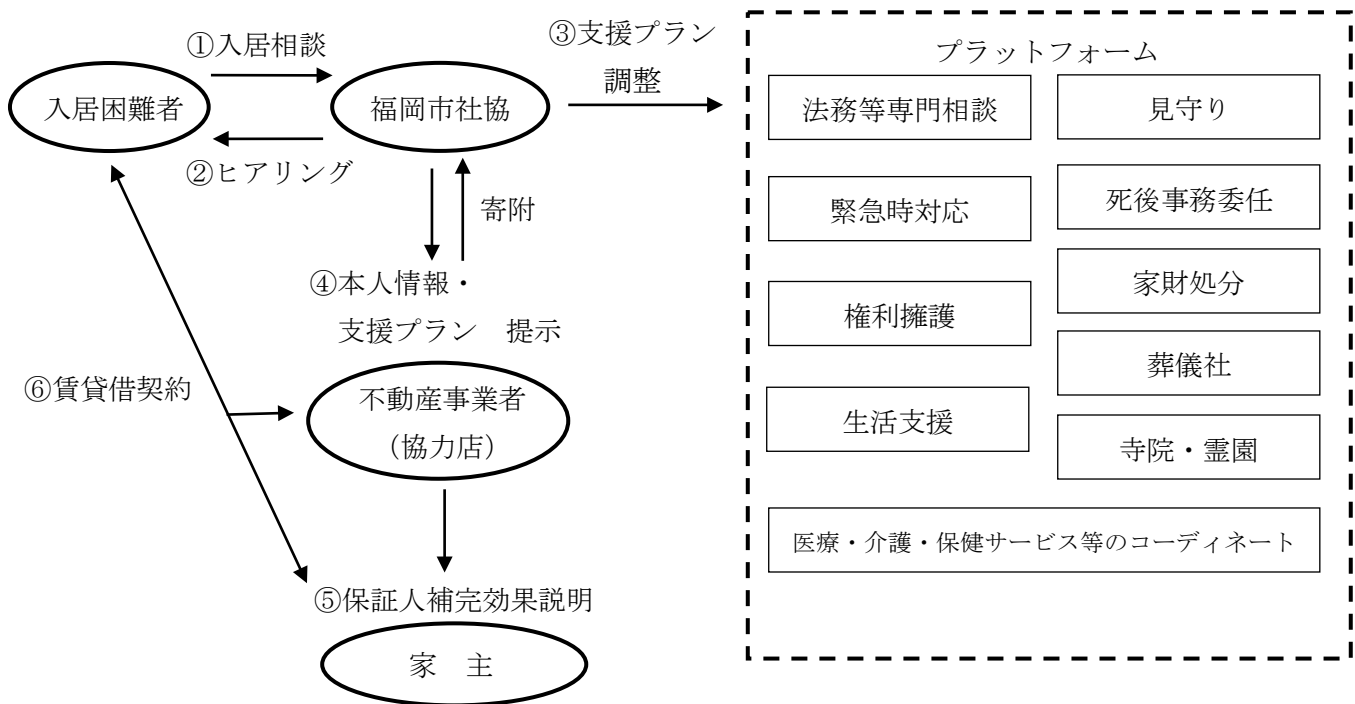 ①入居相談
入居困難者
福岡市社協
②ヒアリング
③支援プラン
調整
寄附
④本人情報・
支援プラン　提示
不動産事業者
（協力店）
⑥賃貸借契約
⑤保証人補完効果説明
家　主
プラットフォーム
法務等専門相談
見守り
緊急時対応
死後事務委任
権利擁護
家財処分
生活支援
葬儀社
寺院・霊園
医療・介護・保健サービス等のコーディネート